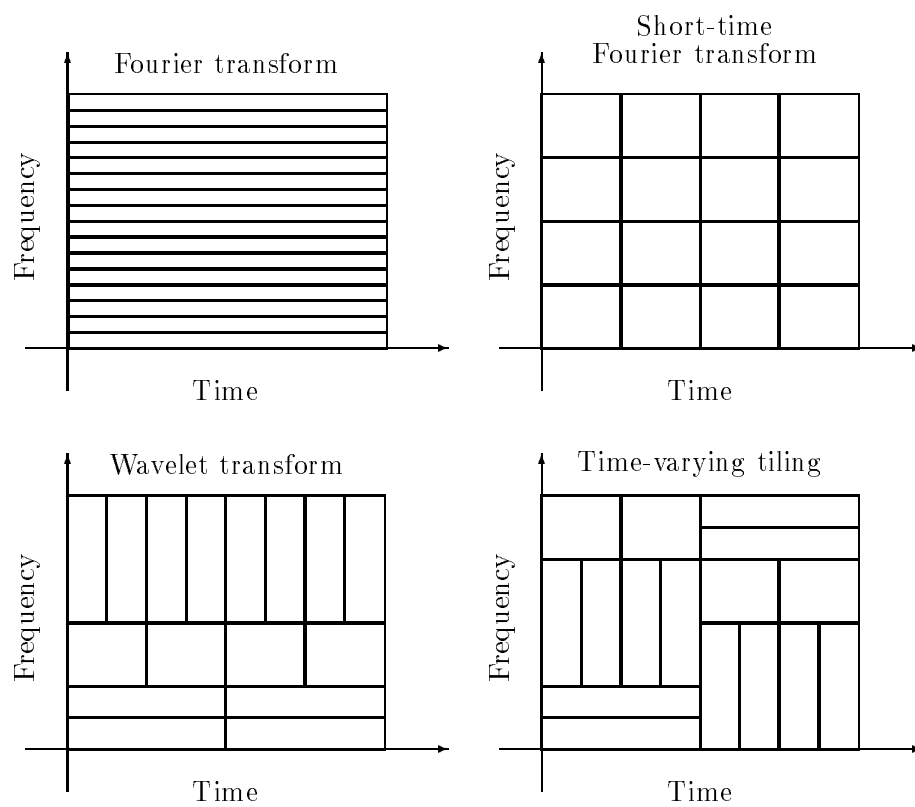 Fourier transform
Frequency
Time
Short-time
Fourier transform
Frequency
Time
Wavelet transform
Frequency
Time
Time-varying tiling
Frequency
Time